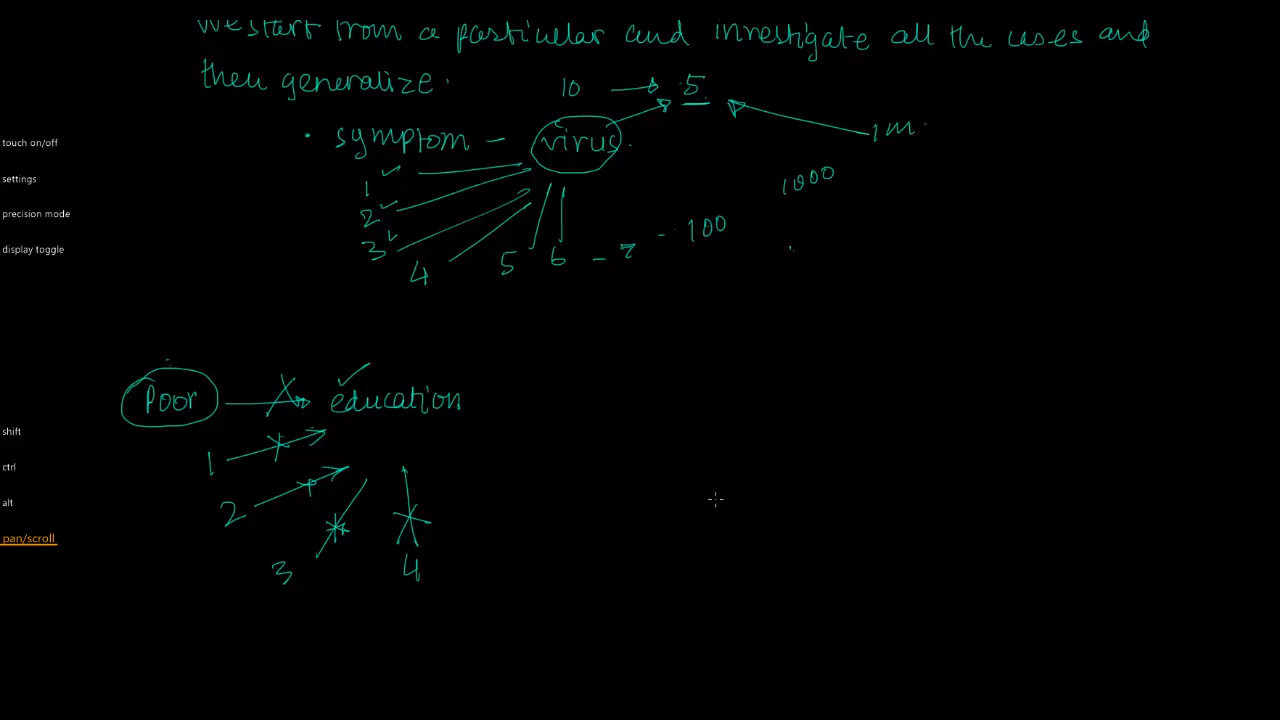 we start from a particular and investigate all the cases and
then generalize.
10 5
symptom - virus. 1m
1000
1
2
3 - 7 - 100
4 5 6
Poor education
1
2
3 4
touch on/off
settings
precision mode
display toggle
shift
ctrl
alt
pan/scroll